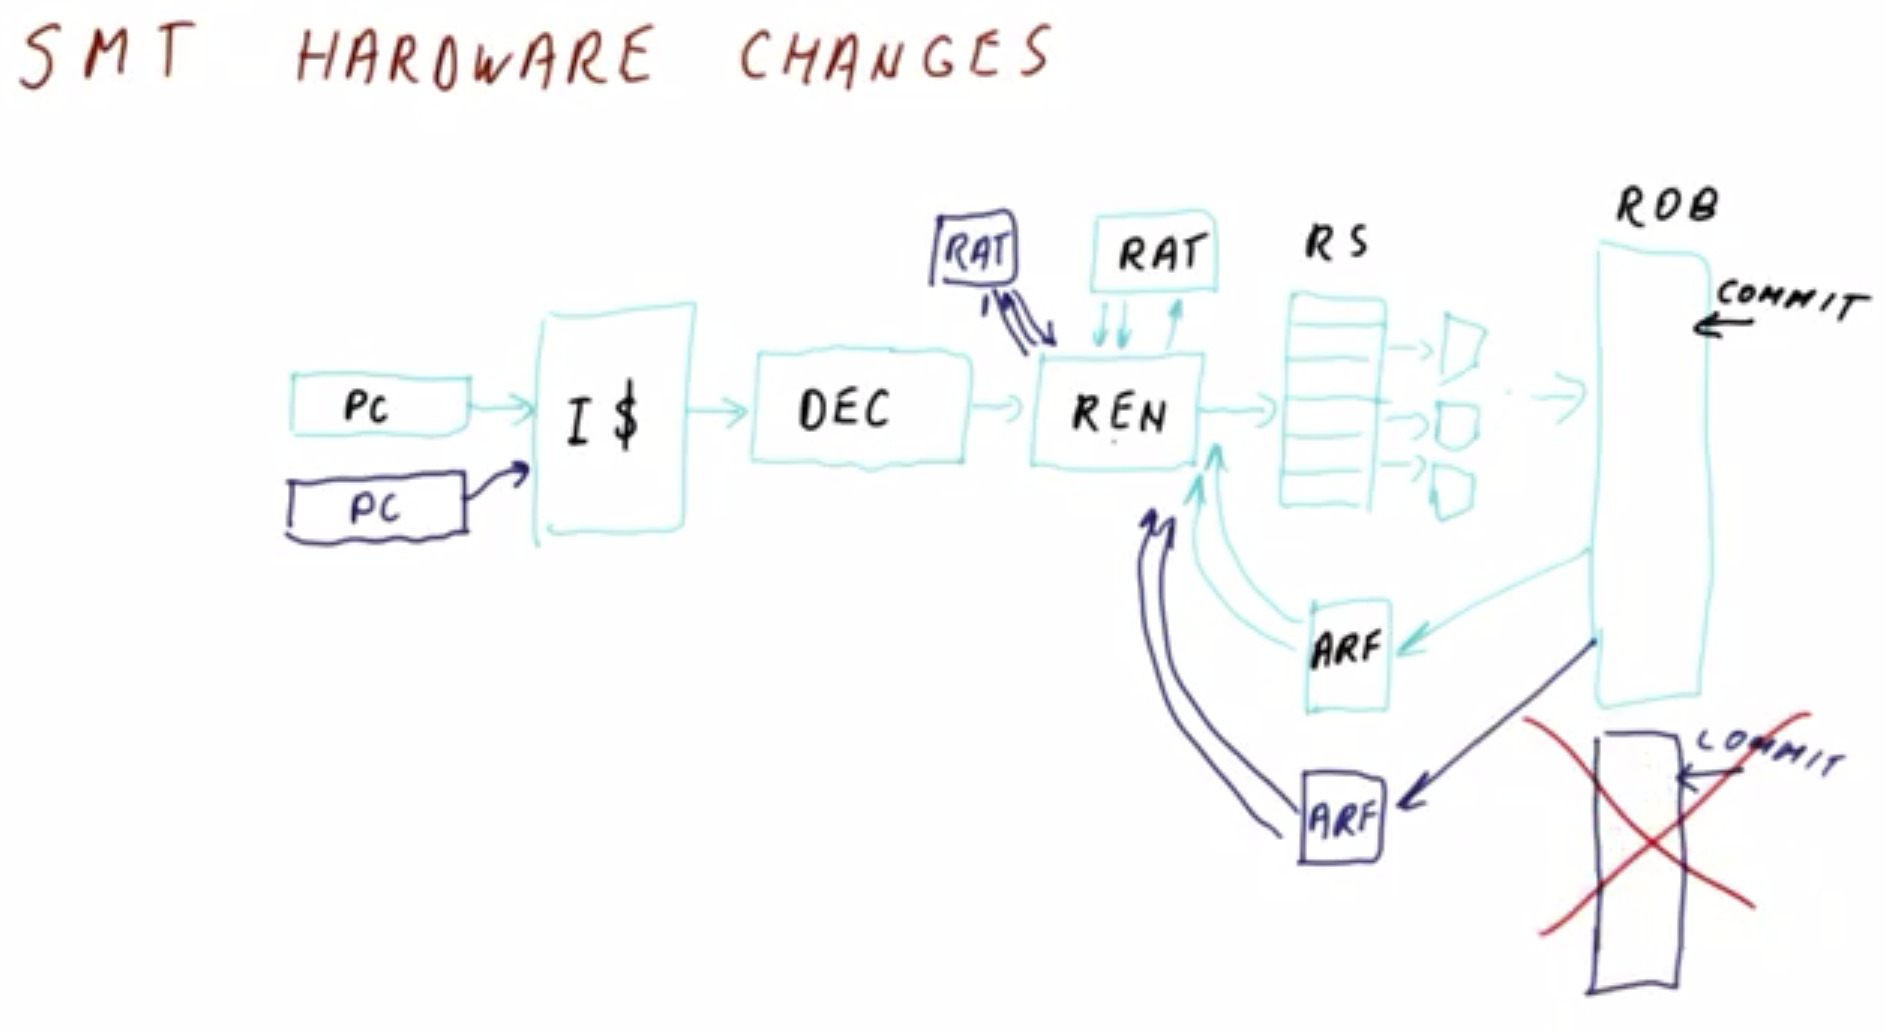 SMT HARDWARE CHANGES
ROB
RAT
RAT
RS
COMMIT
PC
I $
DEC
REN
PC
ARF
COMMIT
ARF